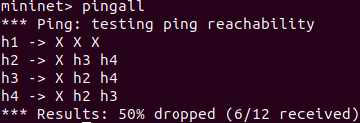 mininet> pingall
*** Ping: testing ping reachability
h1 -> X X X
h2 -> X h3 h4
h3 -> X h2 h4
h4 -> X h2 h3
*** Results: 50% dropped (6/12 received)